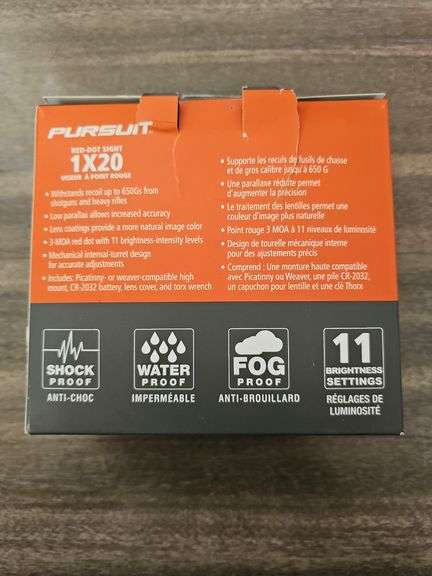 PURSUIT
RED-DOT SIGHT
1X20
VISEUR À POINT ROUGE
• Withstands recoil up to 650Gs from
shotguns and heavy rifles
• Low parallax allows increased accuracy
• Lens coatings provide a more natural image color
• 3-MOA red dot with 11 brightness-intensity levels
• Mechanical internal-turret design
for accurate adjustments
• Includes: Picatinny- or weaver-compatible high
mount, CR-2032 battery, lens cover, and torx wrench
• Supporte les reculs de fusils de chasse
et de gros calibre jusqu'à 650 G
• Une parallaxe réduite permet
d'augmenter la précision
• Le traitement des lentilles permet une
couleur d'image plus naturelle
• Point rouge 3 MOA à 11 niveaux de luminosité
• Design de tourelle mécanique interne
pour des ajustements précis
• Comprend : Une monture haute compatible
avec Picatinny ou Weaver, une pile CR-2032,
un capuchon pour lentille et une clé Thorx
SHOCK
PROOF
ANTI-CHOC
WATER
PROOF
IMPERMÉABLE
FOG
PROOF
ANTI-BROUILLARD
11
BRIGHTNESS
SETTINGS
RÉGLAGES DE
LUMINOSITÉ